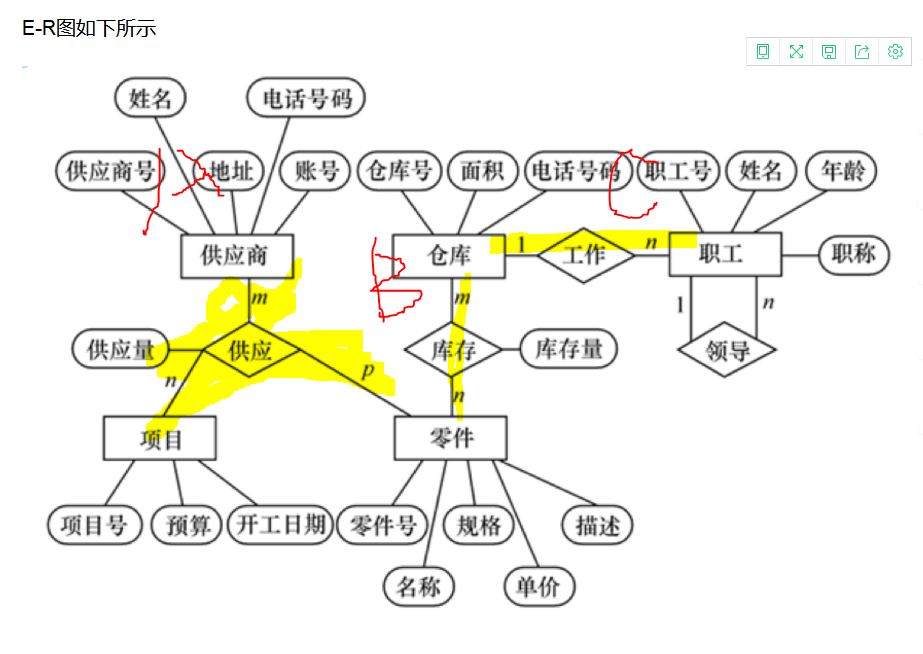 E-R图如下所示
姓名 电话号码
供应商号 地址 账号 仓库号 面积 电话号码 职工号 姓名 年龄
供应商 仓库 1 工作 n 职工 职称
m m 1 n
供应量 供应 库存 库存量 领导
n p n
项目 零件
项目号 预算 开工日期 零件号 规格 描述
名称 单价